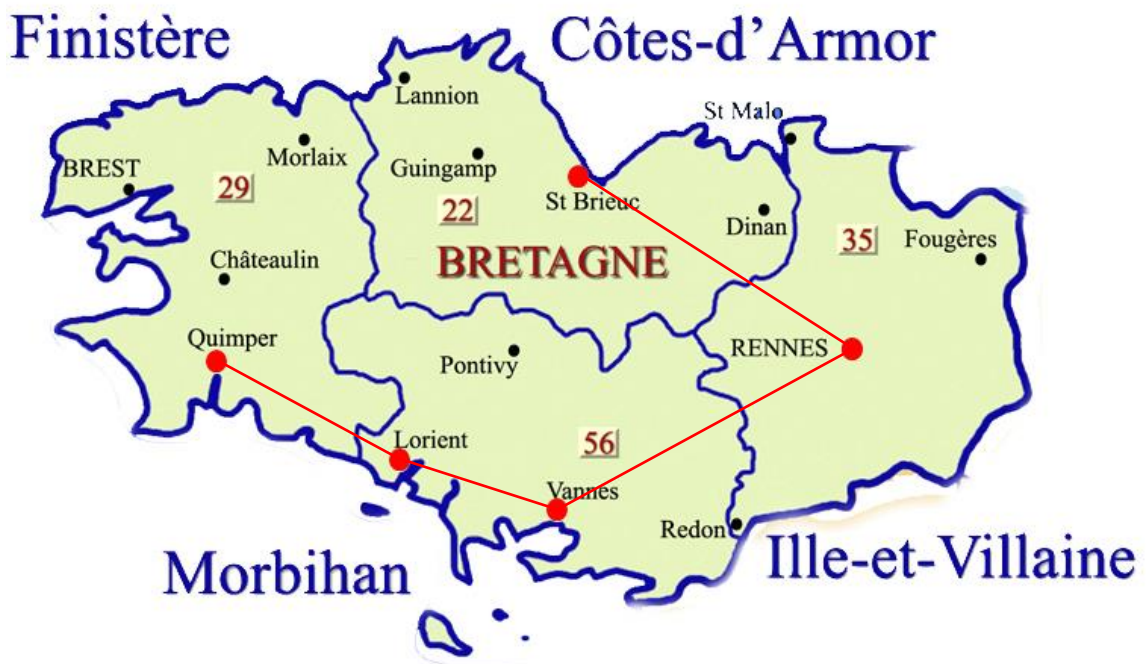 Finistère
Côtes-d'Armor
Lannion
St Malo
Morlaix
BREST
Guingamp
29
22
St Brieuc
Dinan
35
Fougères
BRETAGNE
Châteaulin
Quimper
RENNES
Pontivy
Lorient
56
Vannes
Redon
Morbihan
Ille-et-Villaine